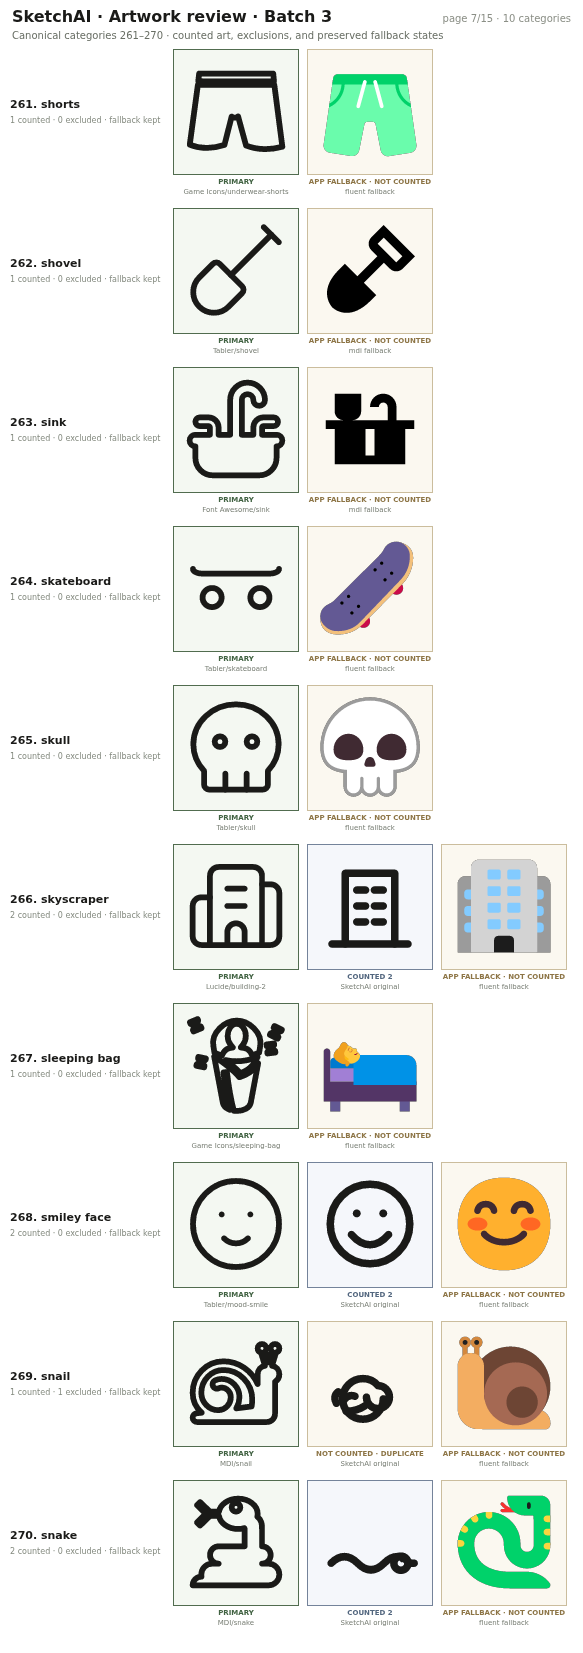 SketchAI · Artwork review · Batch 3
page 7/15 · 10 categories
Canonical categories 261–270 · counted art, exclusions, and preserved fallback states
261. shorts
1 counted · 0 excluded · fallback kept
PRIMARY
Game Icons/underwear-shorts
APP FALLBACK · NOT COUNTED
fluent fallback
262. shovel
1 counted · 0 excluded · fallback kept
PRIMARY
Tabler/shovel
APP FALLBACK · NOT COUNTED
mdi fallback
263. sink
1 counted · 0 excluded · fallback kept
PRIMARY
Font Awesome/sink
APP FALLBACK · NOT COUNTED
mdi fallback
264. skateboard
1 counted · 0 excluded · fallback kept
PRIMARY
Tabler/skateboard
APP FALLBACK · NOT COUNTED
fluent fallback
265. skull
1 counted · 0 excluded · fallback kept
PRIMARY
Tabler/skull
APP FALLBACK · NOT COUNTED
fluent fallback
266. skyscraper
2 counted · 0 excluded · fallback kept
PRIMARY
Lucide/building-2
COUNTED 2
SketchAI original
APP FALLBACK · NOT COUNTED
fluent fallback
267. sleeping bag
1 counted · 0 excluded · fallback kept
PRIMARY
Game Icons/sleeping-bag
APP FALLBACK · NOT COUNTED
fluent fallback
268. smiley face
2 counted · 0 excluded · fallback kept
PRIMARY
Tabler/mood-smile
COUNTED 2
SketchAI original
APP FALLBACK · NOT COUNTED
fluent fallback
269. snail
1 counted · 1 excluded · fallback kept
PRIMARY
MDI/snail
NOT COUNTED · DUPLICATE
SketchAI original
APP FALLBACK · NOT COUNTED
fluent fallback
270. snake
2 counted · 0 excluded · fallback kept
PRIMARY
MDI/snake
COUNTED 2
SketchAI original
APP FALLBACK · NOT COUNTED
fluent fallback